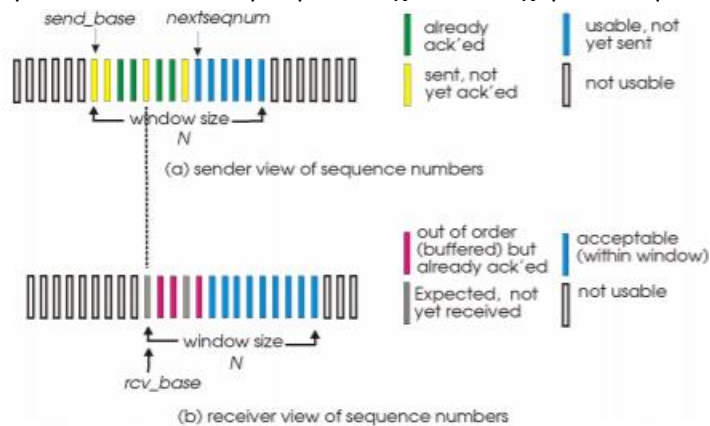 send_base
nextseqnum
already
ack'ed
usable, not
yet sent
sent, not
yet ack'ed
not usable
window size
N
(a) sender view of sequence numbers
out of order
(buffered) but
already ack'ed
acceptable
(within window)
Expected, not
yet received
not usable
window size
N
rcv_base
(b) receiver view of sequence numbers